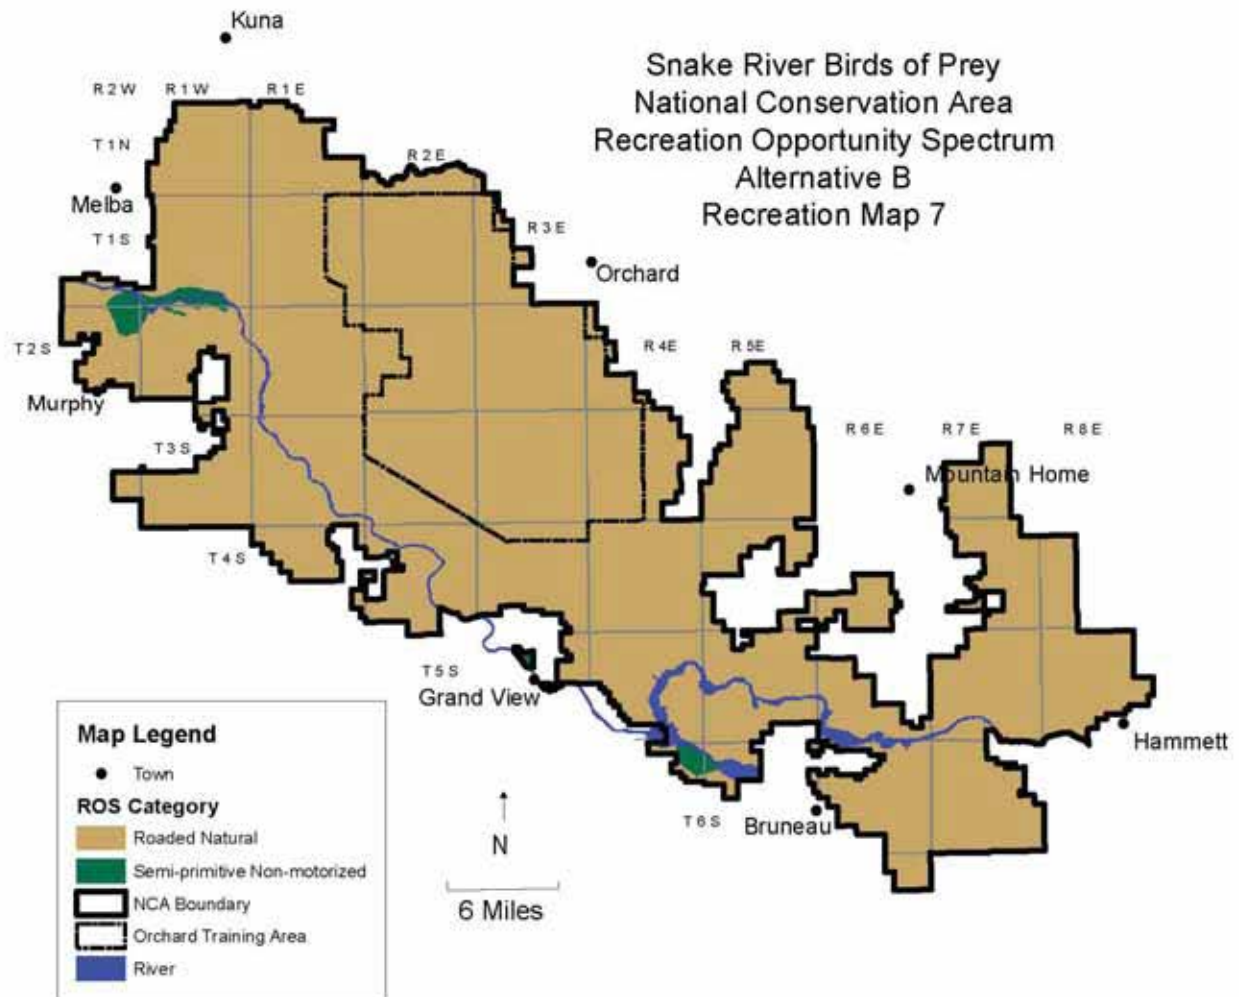 Kuna
Snake River Birds of Prey
National Conservation Area
Recreation Opportunity Spectrum
Alternative B
Recreation Map 7
R 2 W
R 1 W
R 1 E
T 1 N
R 2 E
Melba
T 1 S
R 3 E
Orchard
T 2 S
R 4 E
R 5 E
Murphy
R 6 E
R 7 E
R 8 E
T 3 S
Mountain Home
T 4 S
T 5 S
Grand View
Hammett
T 6 S
Bruneau
N
6 Miles
Map Legend
Town
ROS Category
Roaded Natural
Semi-primitive Non-motorized
NCA Boundary
Orchard Training Area
River